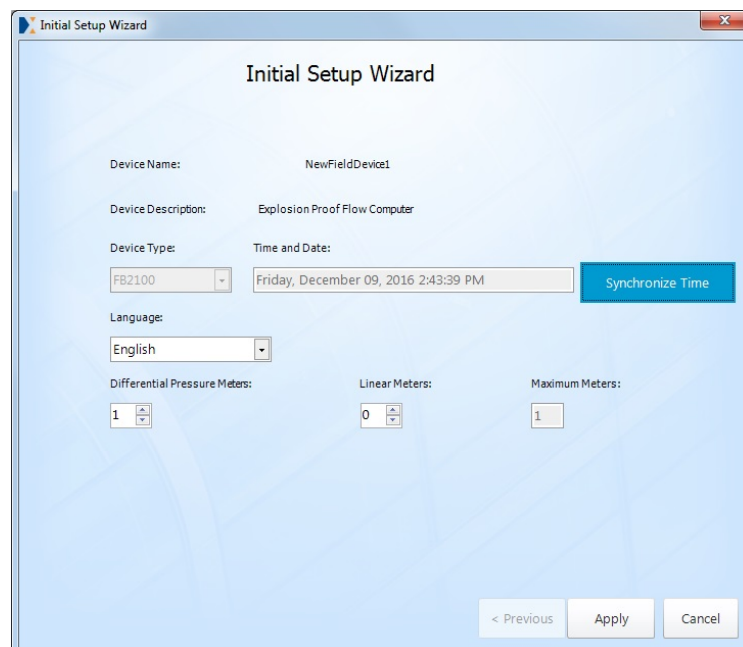 Initial Setup Wizard
Initial Setup Wizard
Device Name: NewFieldDevice1
Device Description: Explosion Proof Flow Computer
Device Type: Time and Date:
FB2100 Friday, December 09, 2016 2:43:39 PM Synchronize Time
Language:
English
Differential Pressure Meters: Linear Meters: Maximum Meters:
1 0 1
< Previous Apply Cancel